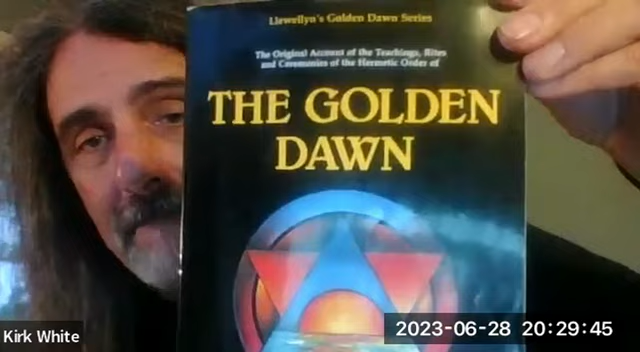 Llewellyn's Golden Dawn Series
The Original Account of the Teachings, Rites
and Ceremonies of the Hermetic Order of
THE GOLDEN
DAWN
Kirk White
2023-06-28 20:29:45